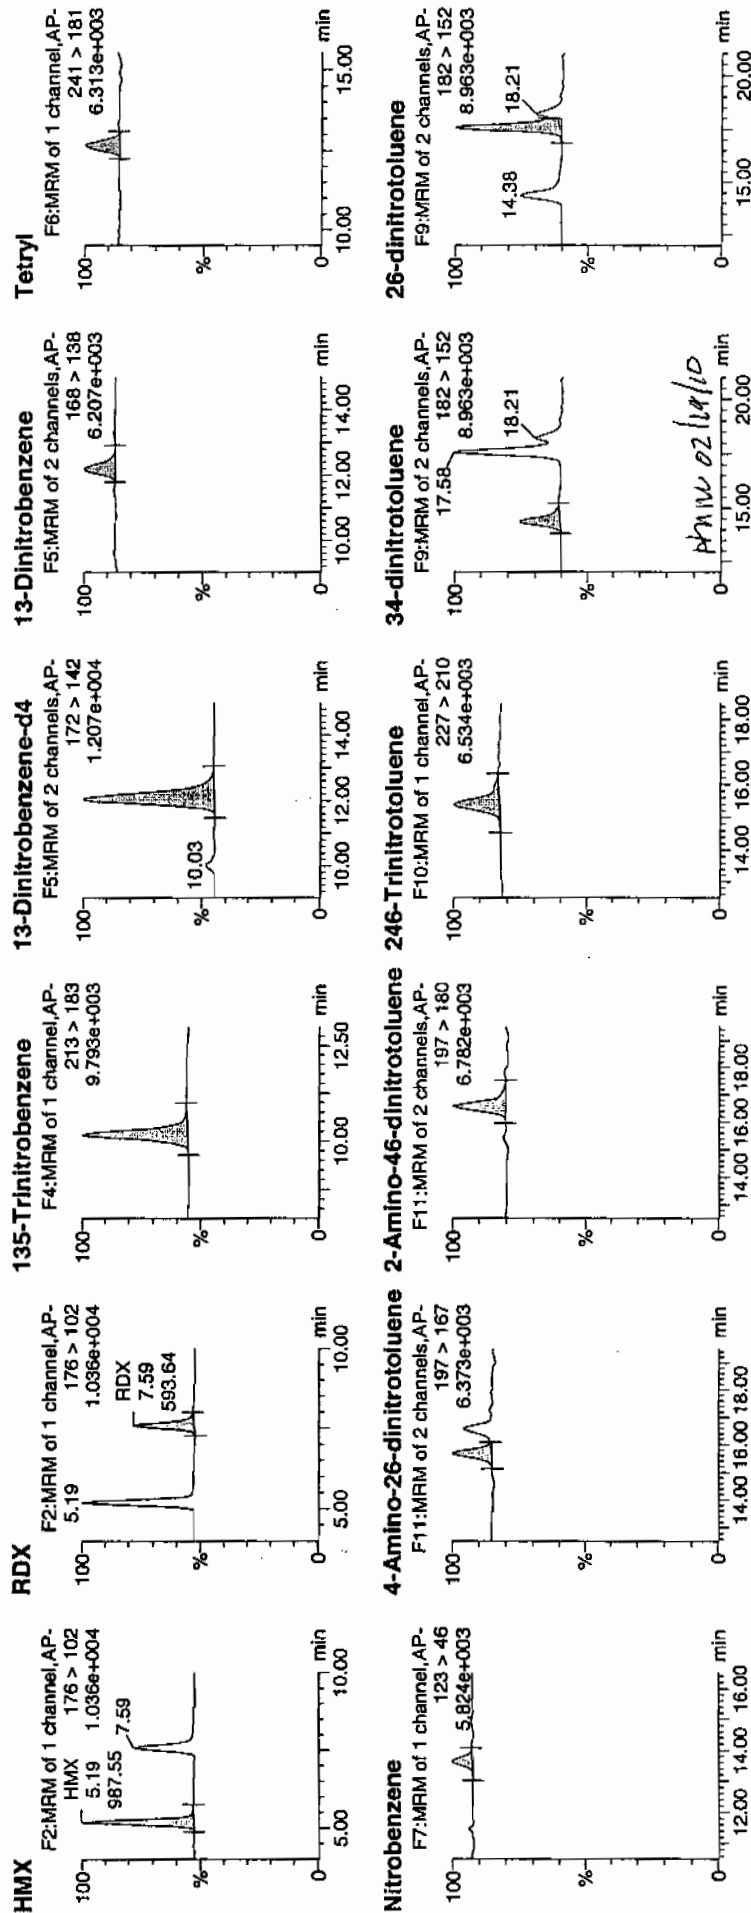 HMX
F2:MRM of 1 channel,AP-
176 > 102
1.036e+004
HMX
5.19
987.55
7.59
100
%
0
5.00
10.00
min
RDX
F2:MRM of 1 channel,AP-
176 > 102
1.036e+004
5.19
RDX
7.59
593.64
100
%
0
5.00
10.00
min
135-Trinitrobenzene
F4:MRM of 1 channel,AP-
213 > 183
9.793e+003
100
%
0
10.00
12.50
min
13-Dinitrobenzene-d4
F5:MRM of 2 channels,AP-
172 > 142
1.207e+004
10.03
100
%
0
10.00
12.00
14.00
min
13-Dinitrobenzene
F5:MRM of 2 channels,AP-
168 > 138
6.207e+003
100
%
0
10.00
12.00
14.00
min
Tetryl
F6:MRM of 1 channel,AP-
241 > 181
6.313e+003
100
%
0
10.00
15.00
min
Nitrobenzene
F7:MRM of 1 channel,AP-
123 > 46
5.824e+003
100
%
0
12.00
14.00
16.00
min
4-Amino-26-dinitrotoluene
F11:MRM of 2 channels,AP-
197 > 167
6.373e+003
100
%
0
14.00
16.00
18.00
min
2-Amino-46-dinitrotoluene
F11:MRM of 2 channels,AP-
197 > 180
6.782e+003
100
%
0
14.00
16.00
18.00
min
246-Trinitrotoluene
F10:MRM of 1 channel,AP-
227 > 210
6.534e+003
100
%
0
14.00
16.00
18.00
min
34-dinitrotoluene
F9:MRM of 2 channels,AP-
182 > 152
8.963e+003
17.58
18.21
100
%
0
15.00
20.00
min
26-dinitrotoluene
F9:MRM of 2 channels,AP-
182 > 152
8.963e+003
14.38
18.21
100
%
0
15.00
20.00
min